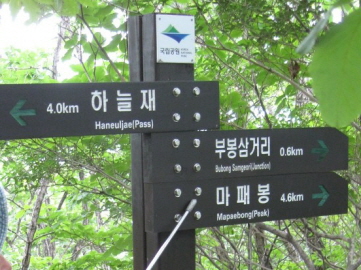 국립공원
4.0km 하늘재
Haneuljae(Pass)
부봉삼거리 0.6km
Bubong Samgeori(Junction)
마패봉 4.6km
Mapaebong(Peak)